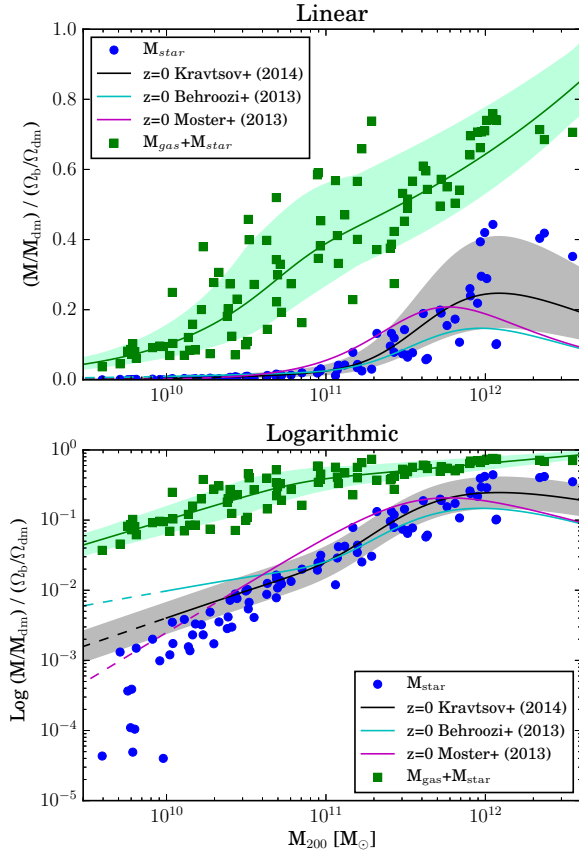 Linear
M_star
z=0 Kravtsov+ (2014)
z=0 Behroozi+ (2013)
z=0 Moster+ (2013)
M_gas+M_star
(M/M_dm) / (Ω_b/Ω_dm)
1.0
0.8
0.6
0.4
0.2
0.0
10^10
10^11
10^12
Logarithmic
Log (M/M_dm) / (Ω_b/Ω_dm)
10^0
10^-1
10^-2
10^-3
10^-4
10^-5
M_star
z=0 Kravtsov+ (2014)
z=0 Behroozi+ (2013)
z=0 Moster+ (2013)
M_gas+M_star
10^10
10^11
10^12
M_200 [M_⊙]